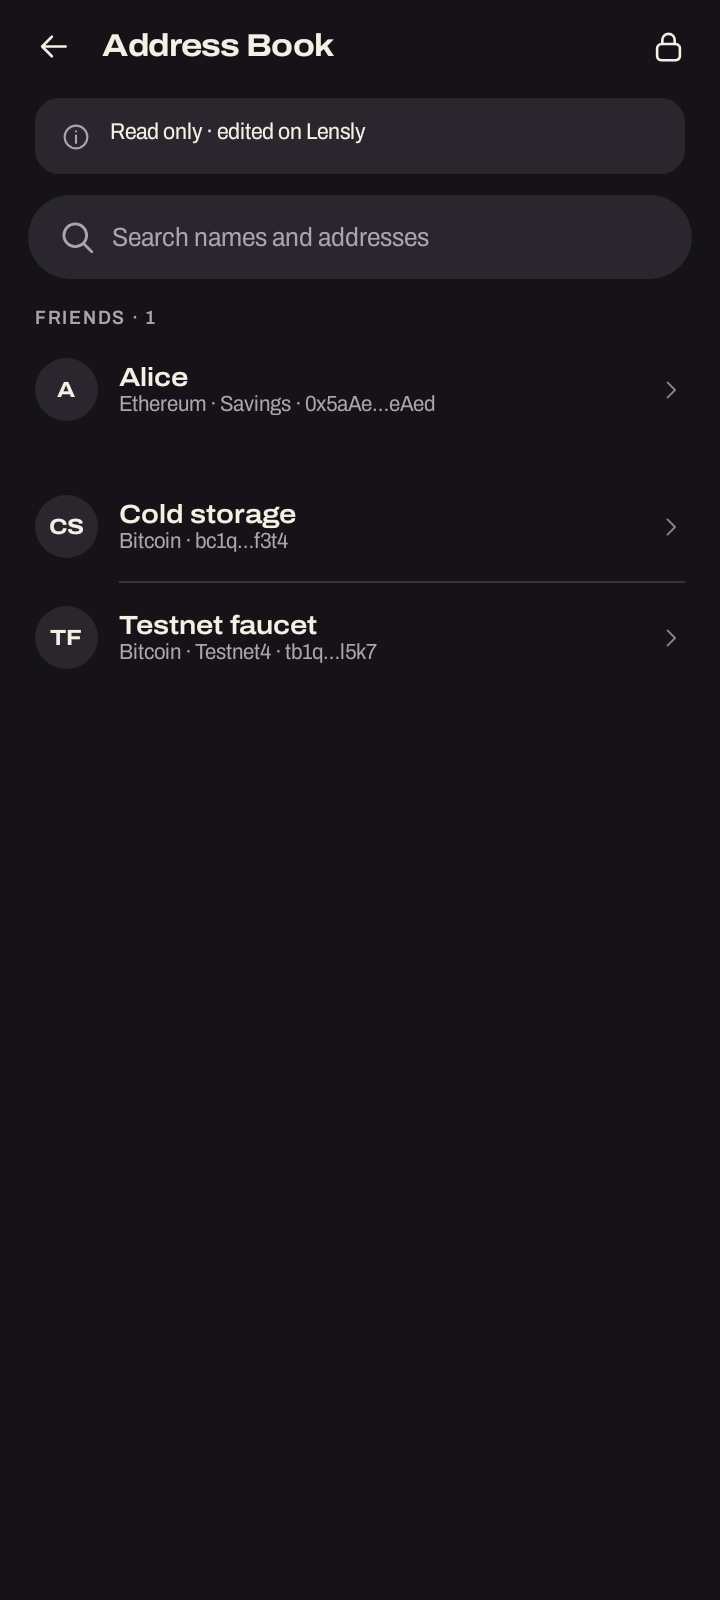 Address Book
Read only · edited on Lensly
Search names and addresses
FRIENDS · 1
A
Alice
Ethereum · Savings · 0x5aAe...eAed
CS
Cold storage
Bitcoin · bc1q...f3t4
TF
Testnet faucet
Bitcoin · Testnet4 · tb1q...l5k7